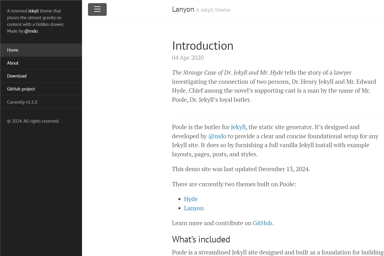 A reserved Jekyll theme that
places the utmost gravity on
content with a hidden drawer.
Made by @mdo.
Home
About
Download
GitHub project
Currently v1.1.0
© 2024. All rights reserved.
Lanyon A Jekyll theme
Introduction
04 Apr 2020
The Strange Case of Dr. Jekyll and Mr. Hyde tells the story of a lawyer
investigating the connection of two persons, Dr. Henry Jekyll and Mr. Edward
Hyde. Chief among the novel's supporting cast is a man by the name of Mr.
Poole, Dr. Jekyll's loyal butler.
Poole is the butler for Jekyll, the static site generator. It's designed and
developed by @mdo to provide a clear and concise foundational setup for any
Jekyll site. It does so by furnishing a full vanilla Jekyll install with example
layouts, pages, posts, and styles.
This demo site was last updated December 13, 2024.
There are currently two themes built on Poole:
• Hyde
• Lanyon
Learn more and contribute on GitHub.
What's included
Poole is a streamlined Jekyll site designed and built as a foundation for building